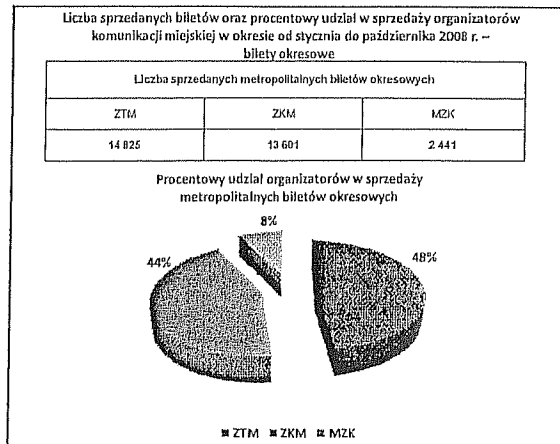 Liczba sprzedanych biletów oraz procentowy udział w sprzedaży organizatorów
komunikacji miejskiej w okresie od stycznia do października 2008 r. –
bilety okresowe
Liczba sprzedanych metropolitalnych biletów okresowych
ZTM ZKM MZK
14 825 13 601 2 441
Procentowy udział organizatorów w sprzedaży
metropolitalnych biletów okresowych
8%
44% 48%
ZTM ZKM MZK